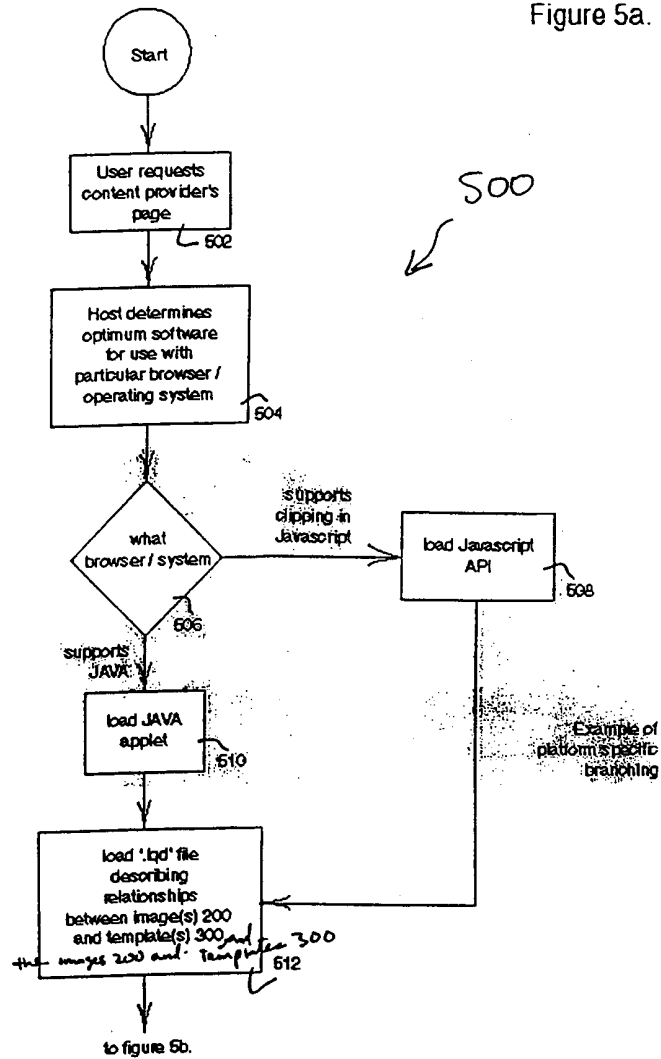 Figure 5a.
Start
User requests
content provider's
page
502
500
Host determines
optimum software
for use with
particular browser /
operating system
504
what
browser / system
506
supports
clipping in
Javascript
load Javascript
API
508
supports
JAVA
load JAVA
applet
510
Example of
platform specific
branching
load '.lqd' file
describing
relationships
between image(s) 200
and template(s) 300 and
the images 200 and templates 300
512
to figure 5b.